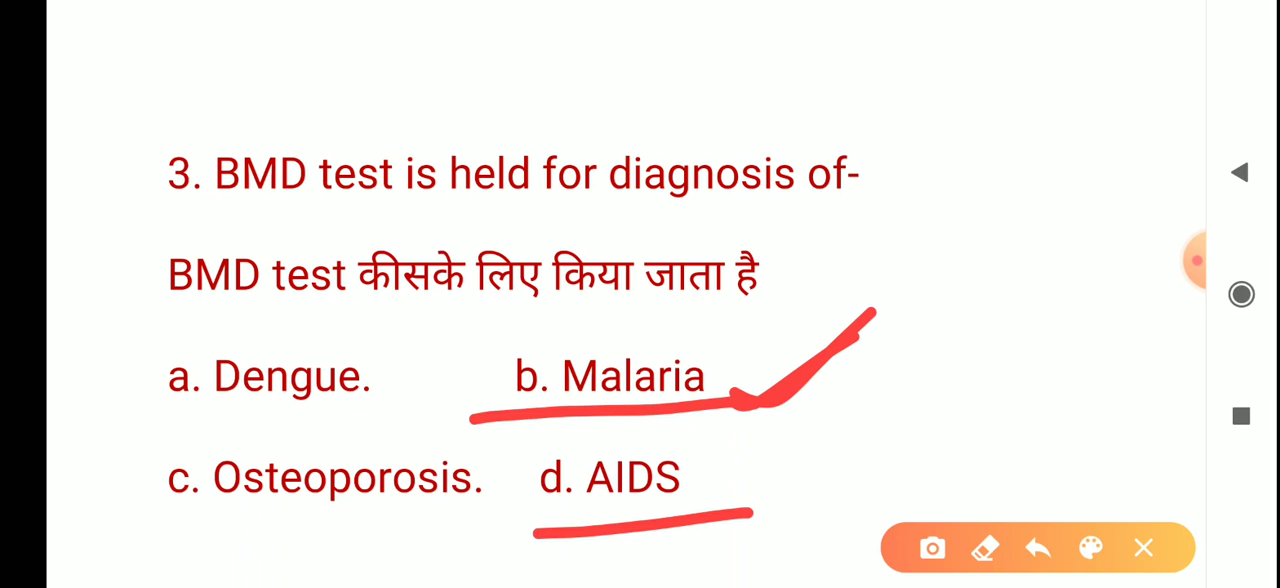 3. BMD test is held for diagnosis of-
BMD test कीसके लिए किया जाता है
a. Dengue. b. Malaria
c. Osteoporosis. d. AIDS